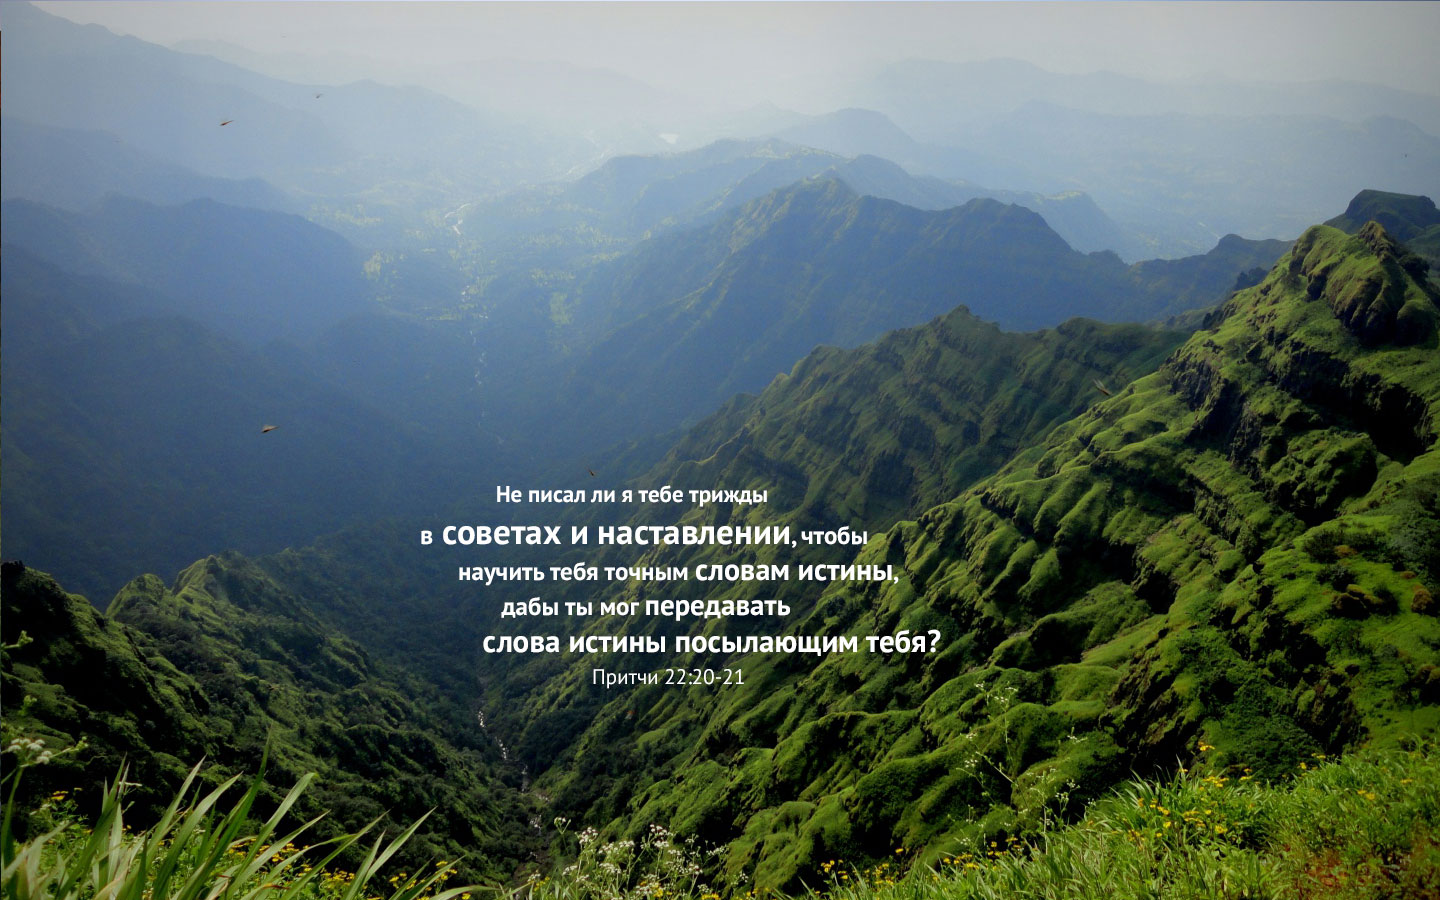 Не писал ли я тебе трижды
в советах и наставлении, чтобы
научить тебя точным словам истины,
дабы ты мог передавать
слова истины посылающим тебя?
Притчи 22:20-21